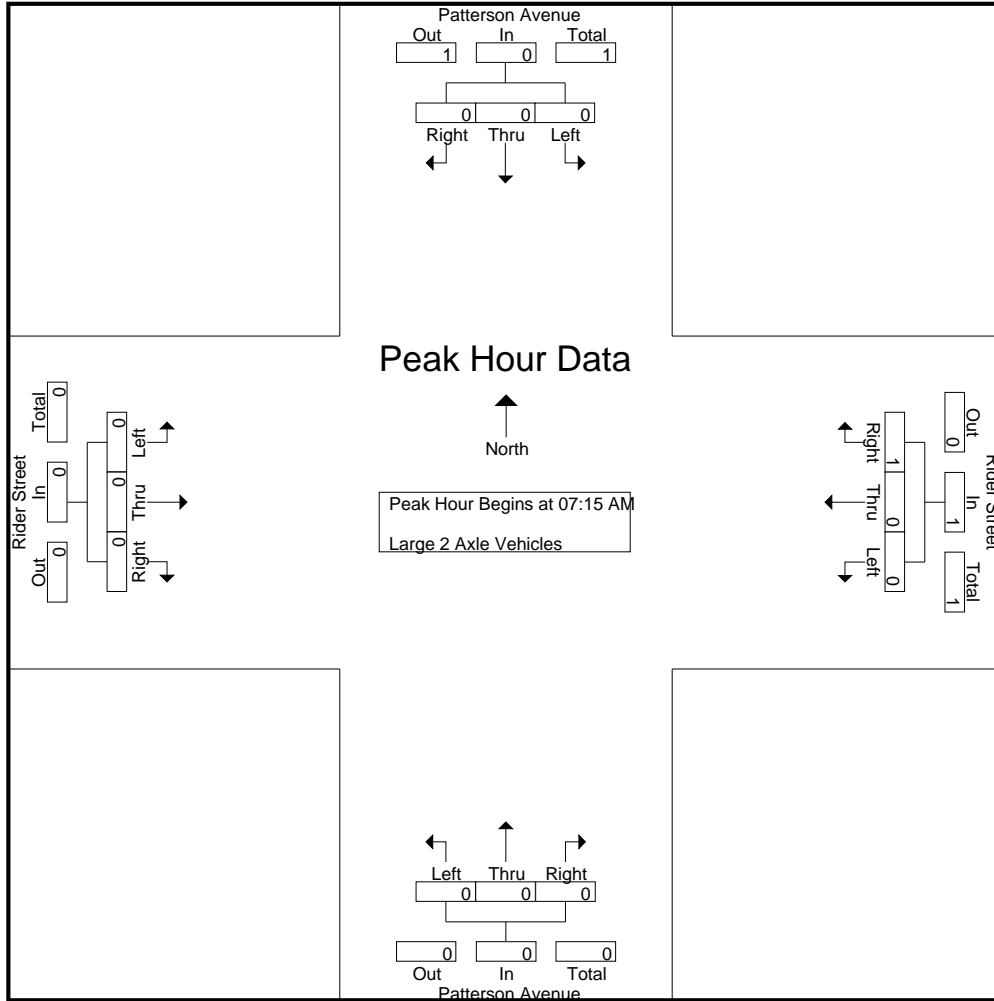 Patterson Avenue
Out In Total
1 0 1
0 0 0
Right Thru Left
Peak Hour Data
North
Peak Hour Begins at 07:15 AM
Large 2 Axle Vehicles
Rider Street
Total In Out
0 0 0
0 0 0
Left Thru Right
Right Thru Left
1 0 0
0 1 1
Out In Total
Rider Street
Left Thru Right
0 0 0
0 0 0
Out In Total
Patterson Avenue